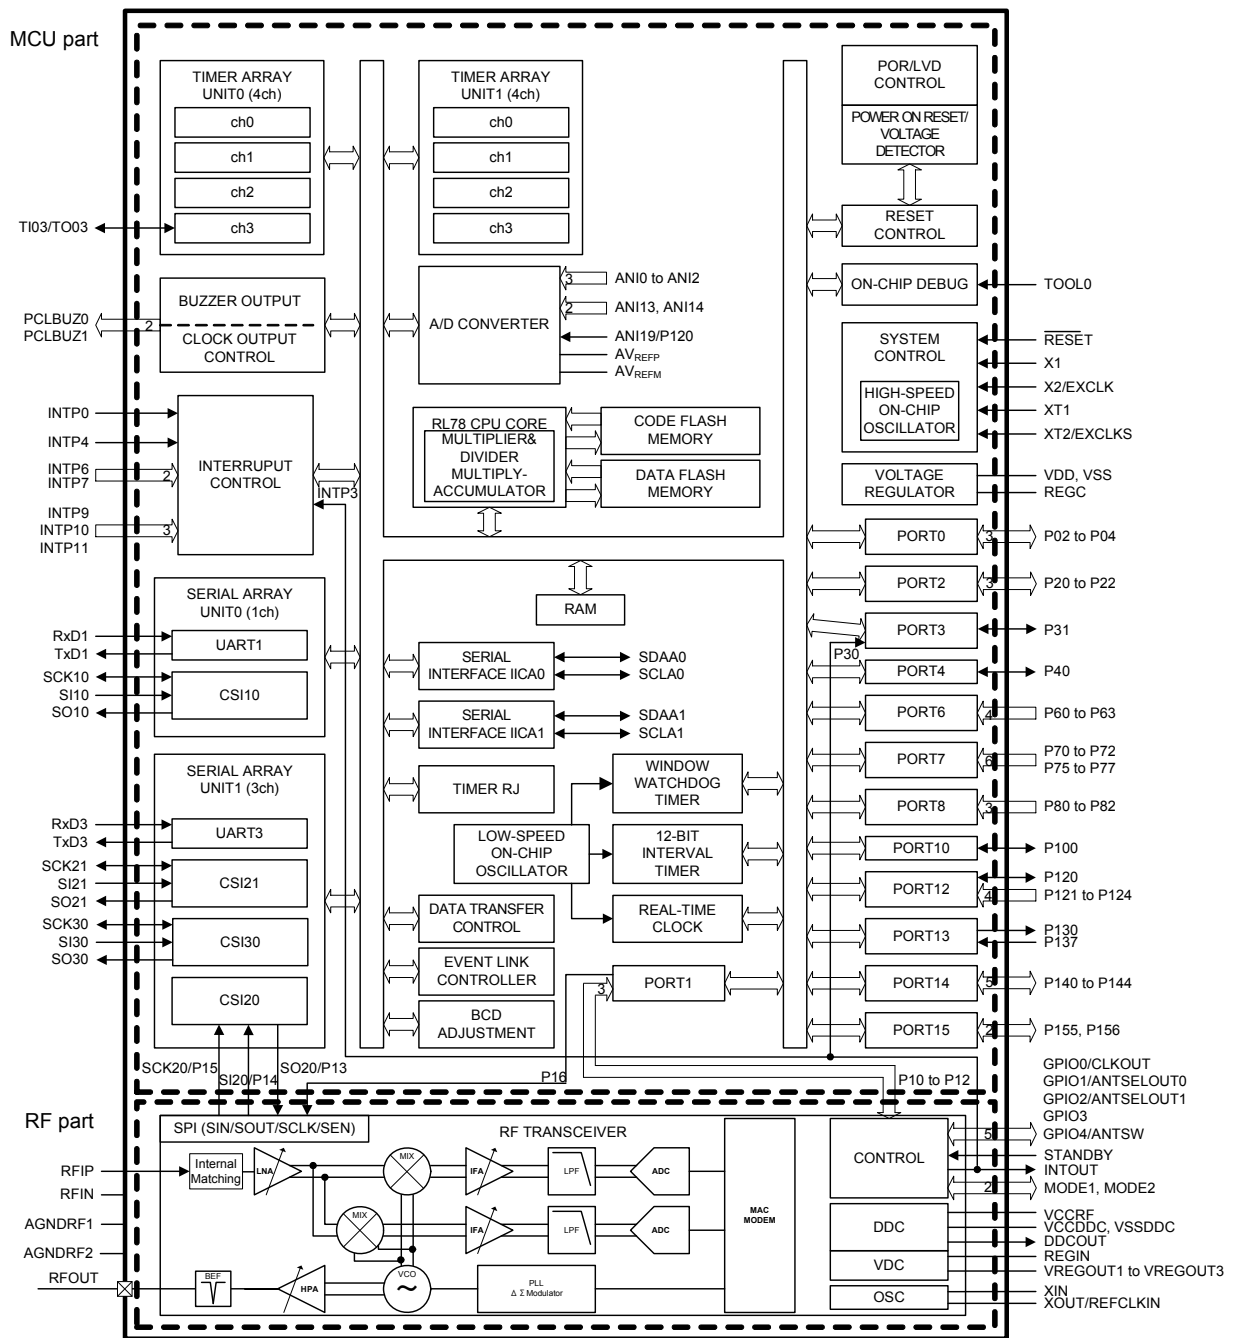 MCU part
TIMER ARRAY
UNIT0 (4ch)
ch0
ch1
ch2
ch3
TI03/TO03
TIMER ARRAY
UNIT1 (4ch)
ch0
ch1
ch2
ch3
POR/LVD
CONTROL
POWER ON RESET/
VOLTAGE
DETECTOR
RESET
CONTROL
ON-CHIP DEBUG
TOOL0
BUZZER OUTPUT
CLOCK OUTPUT
CONTROL
PCLBUZ0
PCLBUZ1
2
A/D CONVERTER
3
ANI0 to ANI2
2
ANI13, ANI14
ANI19/P120
AVREFP
AVREFM
SYSTEM
CONTROL
HIGH-SPEED
ON-CHIP
OSCILLATOR
RESET
X1
X2/EXCLK
XT1
XT2/EXCLKS
VOLTAGE
REGULATOR
VDD, VSS
REGC
INTP0
INTP4
INTP6
INTP7
2
INTP9
INTP10
INTP11
3
INTERRUPUT
CONTROL
INTP3
RL78 CPU CORE
MULTIPLIER&
DIVIDER
MULTIPLY-
ACCUMULATOR
CODE FLASH
MEMORY
DATA FLASH
MEMORY
RAM
PORT0
3
P02 to P04
PORT2
3
P20 to P22
PORT3
P31
P30
PORT4
P40
PORT6
4
P60 to P63
PORT7
6
P70 to P72
P75 to P77
PORT8
3
P80 to P82
PORT10
P100
PORT12
P120
4
P121 to P124
PORT13
P130
P137
PORT14
5
P140 to P144
PORT15
2
P155, P156
SERIAL ARRAY
UNIT0 (1ch)
UART1
CSI10
RxD1
TxD1
SCK10
SI10
SO10
SERIAL
INTERFACE IICA0
SDAA0
SCLA0
SERIAL
INTERFACE IICA1
SDAA1
SCLA1
SERIAL ARRAY
UNIT1 (3ch)
UART3
CSI21
CSI30
CSI20
RxD3
TxD3
SCK21
SI21
SO21
SCK30
SI30
SO30
TIMER RJ
WINDOW
WATCHDOG
TIMER
LOW-SPEED
ON-CHIP
OSCILLATOR
12-BIT
INTERVAL
TIMER
DATA TRANSFER
CONTROL
REAL-TIME
CLOCK
EVENT LINK
CONTROLLER
3
PORT1
BCD
ADJUSTMENT
SCK20/P15
SI20/P14
SO20/P13
P16
P10 to P12
GPIO0/CLKOUT
GPIO1/ANTSELOUT0
GPIO2/ANTSELOUT1
GPIO3
GPIO4/ANTSW
5
STANDBY
INTOUT
2
MODE1, MODE2
RF part
SPI (SIN/SOUT/SCLK/SEN)
RF TRANSCEIVER
RFIP
RFIN
AGNDRF1
AGNDRF2
RFOUT
Internal
Matching
LNA
MIX
IFA
LPF
ADC
MIX
IFA
LPF
ADC
MAC
MODEM
BEF
HPA
VCO
~
PLL
Δ Σ Modulator
CONTROL
DDC
VDC
OSC
VCCRF
VCCDDC, VSSDDC
DDCOUT
REGIN
VREGOUT1 to VREGOUT3
XIN
XOUT/REFCLKIN